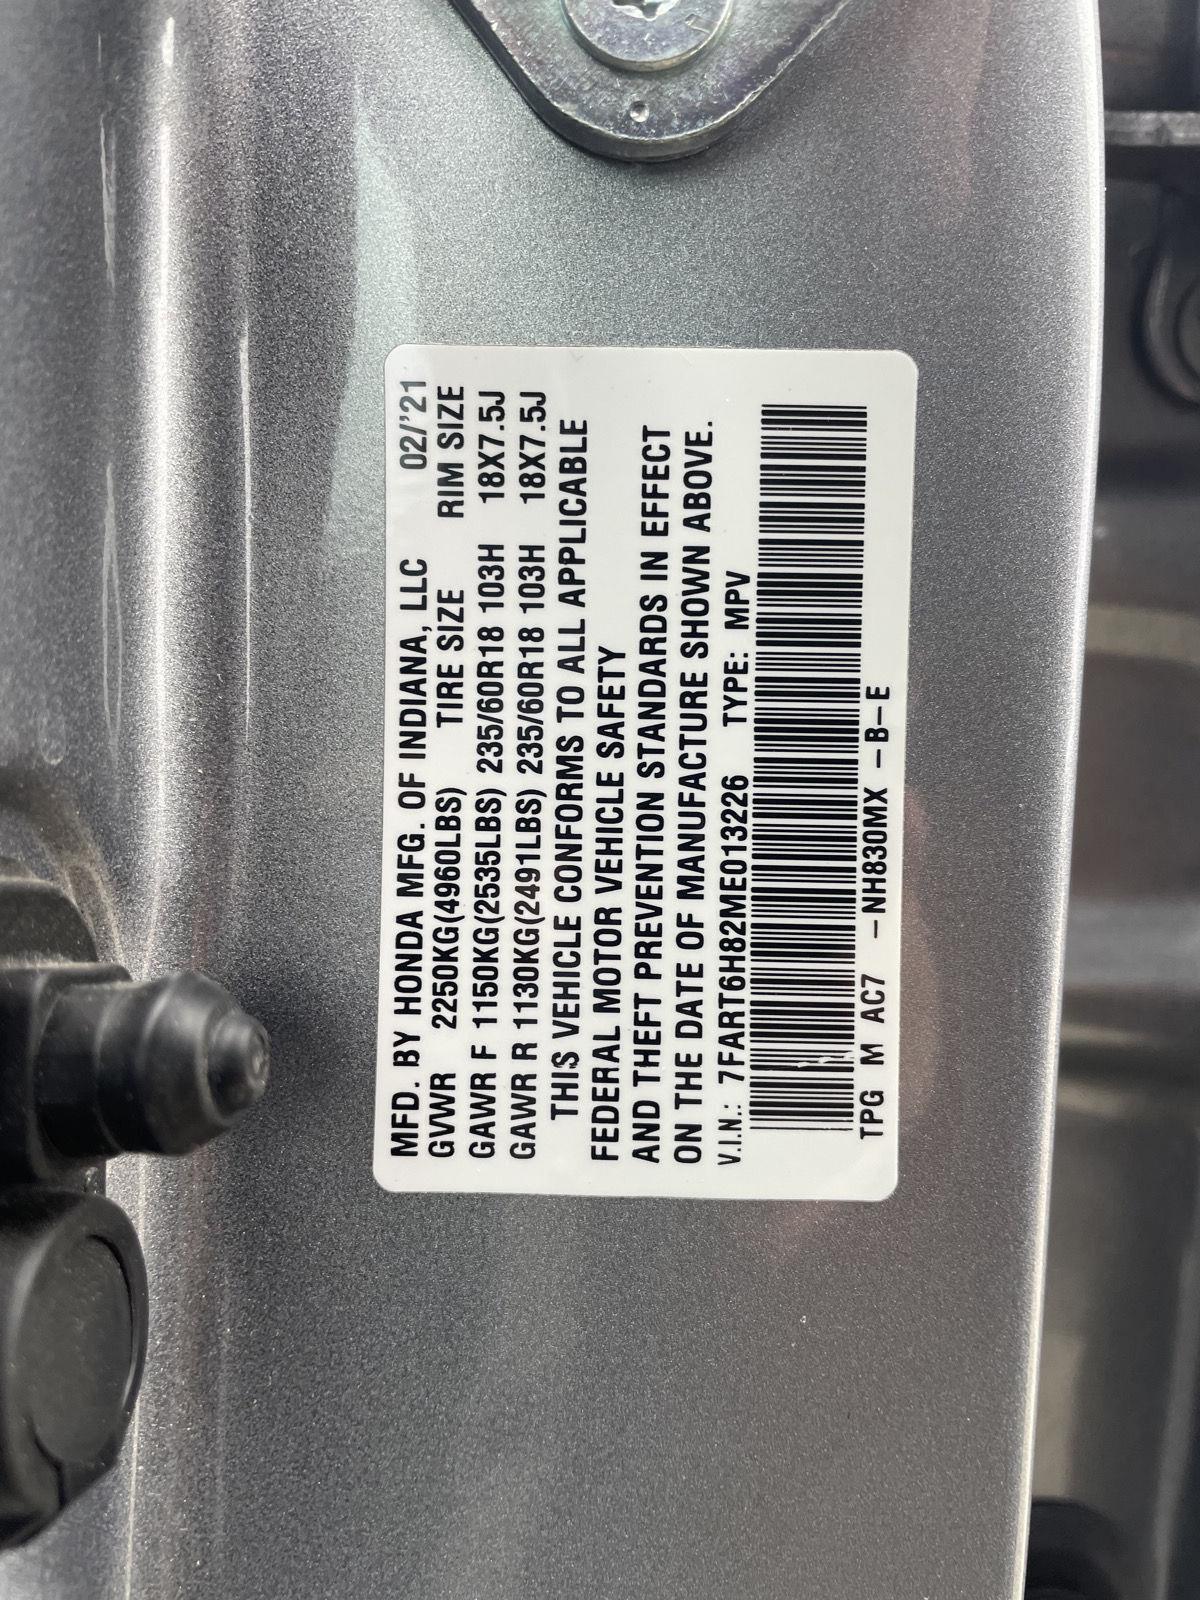 MFD. BY HONDA MFG. OF INDIANA, LLC 02/'21
GVWR 2250KG(4960LBS) TIRE SIZE RIM SIZE
GAWR F 1150KG(2535LBS) 235/60R18 103H 18X7.5J
GAWR R 1130KG(2491LBS) 235/60R18 103H 18X7.5J
THIS VEHICLE CONFORMS TO ALL APPLICABLE
FEDERAL MOTOR VEHICLE SAFETY
AND THEFT PREVENTION STANDARDS IN EFFECT
ON THE DATE OF MANUFACTURE SHOWN ABOVE.
V.I.N.: 7FART6H82ME013226 TYPE: MPV
TPG M AC7 –NH830MX –B–E